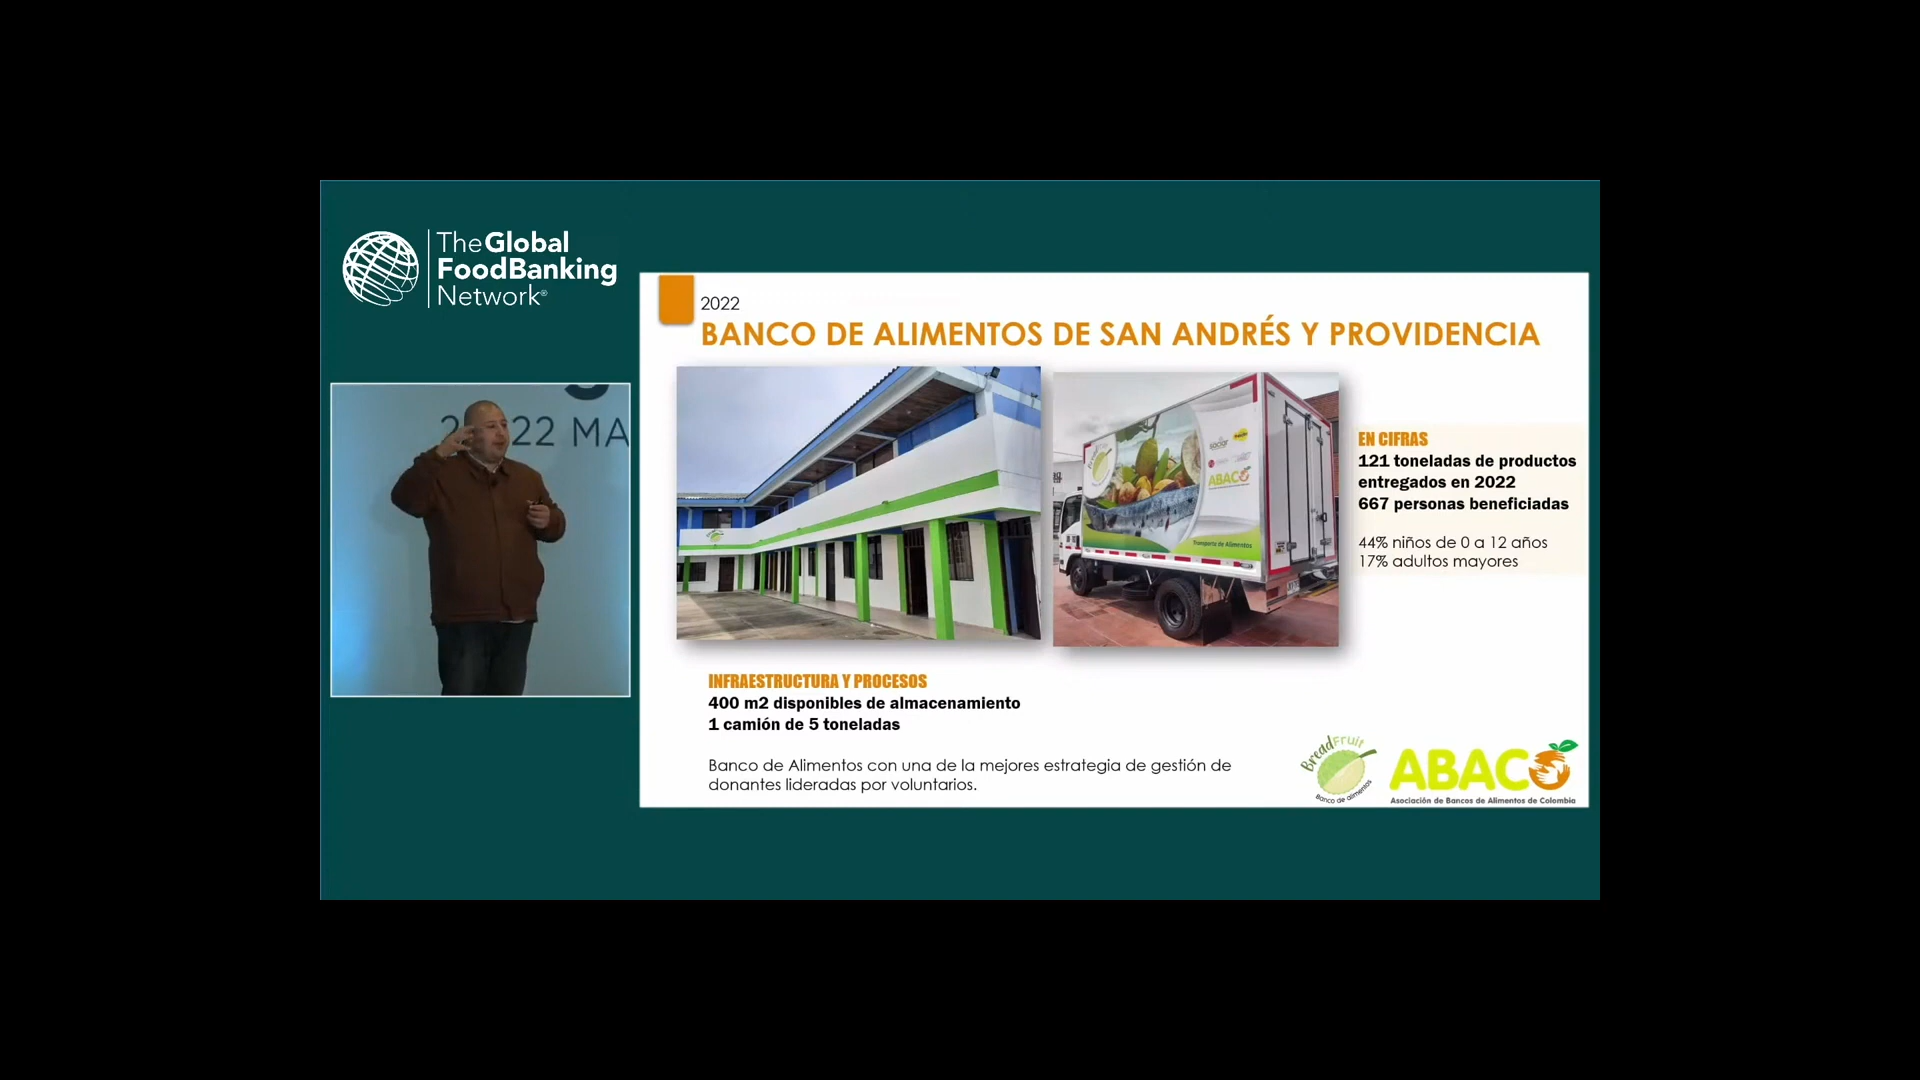 The Global
FoodBanking
Network®
22 MA
2022
BANCO DE ALIMENTOS DE SAN ANDRÉS Y PROVIDENCIA
ABACO
Transporte de Alimentos
EN CIFRAS
121 toneladas de productos
entregados en 2022
667 personas beneficiadas
44% niños de 0 a 12 años
17% adultos mayores
INFRAESTRUCTURA Y PROCESOS
400 m2 disponibles de almacenamiento
1 camión de 5 toneladas
Banco de Alimentos con una de la mejores estrategia de gestión de
donantes lideradas por voluntarios.
BreadFruit
Banco de alimentos
ABACO
Asociación de Bancos de Alimentos de Colombia